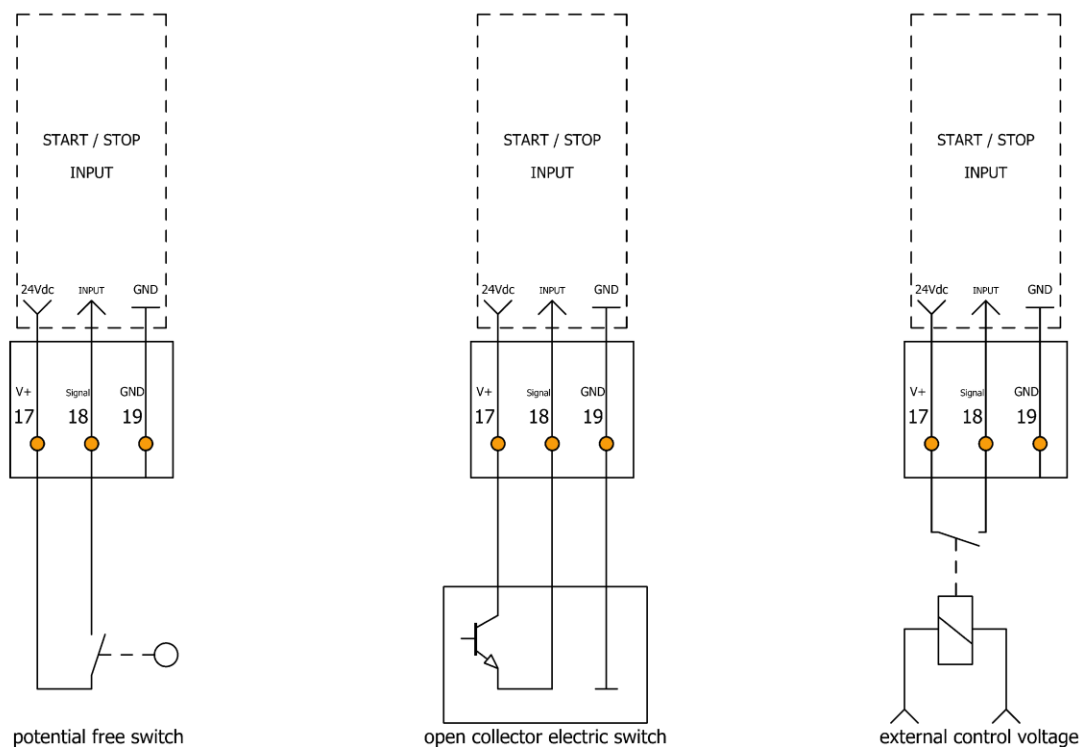 START / STOP
INPUT
24Vdc INPUT GND
V+ Signal GND
17 18 19
potential free switch
START / STOP
INPUT
24Vdc INPUT GND
V+ Signal GND
17 18 19
open collector electric switch
START / STOP
INPUT
24Vdc INPUT GND
V+ Signal GND
17 18 19
external control voltage